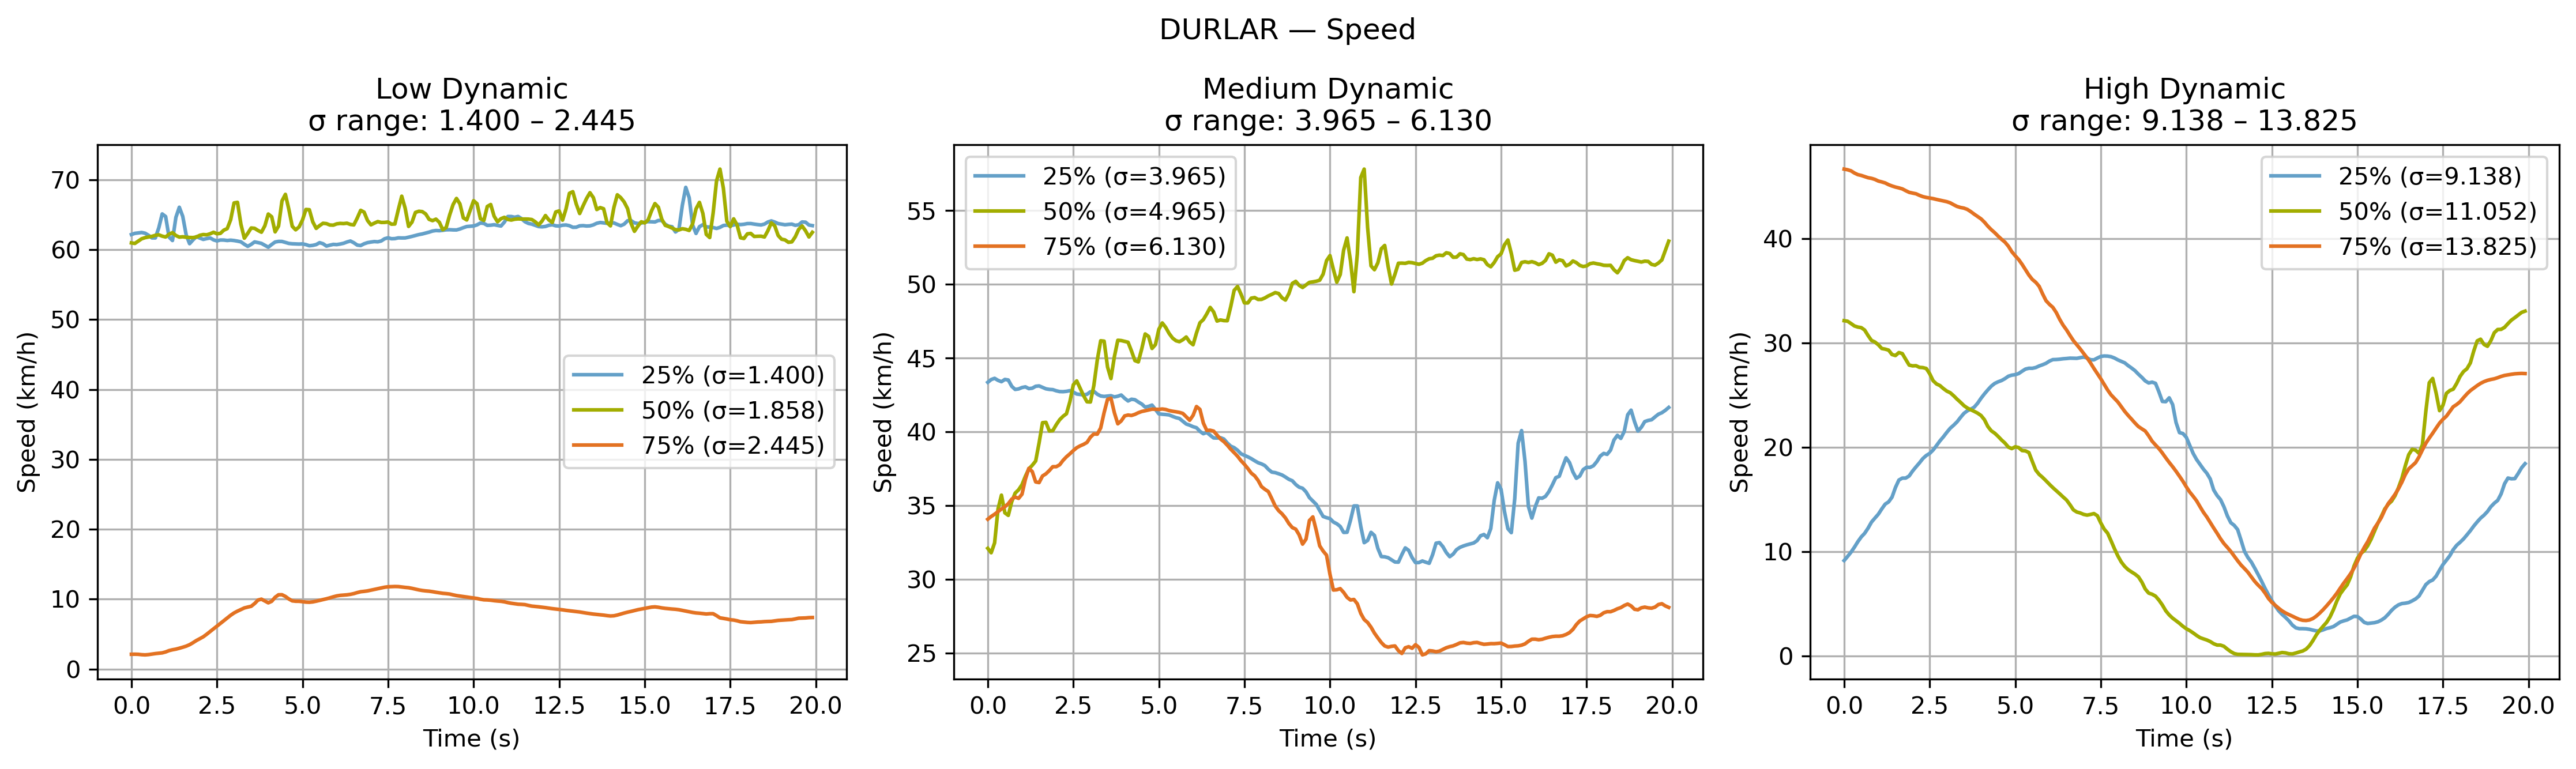 DURLAR — Speed
Low Dynamic
σ range: 1.400 – 2.445
70
60
50
40
30
20
10
0
Speed (km/h)
25% (σ=1.400)
50% (σ=1.858)
75% (σ=2.445)
0.0 2.5 5.0 7.5 10.0 12.5 15.0 17.5 20.0
Time (s)
Medium Dynamic
σ range: 3.965 – 6.130
25% (σ=3.965)
50% (σ=4.965)
75% (σ=6.130)
55
50
45
40
35
30
25
Speed (km/h)
0.0 2.5 5.0 7.5 10.0 12.5 15.0 17.5 20.0
Time (s)
High Dynamic
σ range: 9.138 – 13.825
25% (σ=9.138)
50% (σ=11.052)
75% (σ=13.825)
40
30
20
10
0
Speed (km/h)
0.0 2.5 5.0 7.5 10.0 12.5 15.0 17.5 20.0
Time (s)